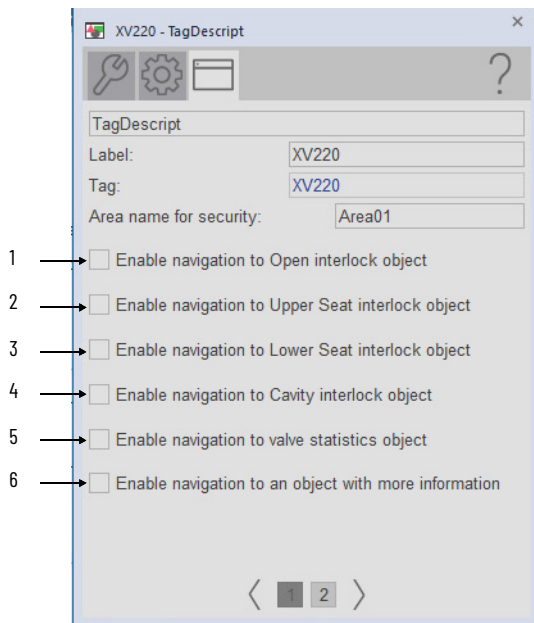 XV220 - TagDescript
×
?
TagDescript
Label: XV220
Tag: XV220
Area name for security: Area01
1 Enable navigation to Open interlock object
2 Enable navigation to Upper Seat interlock object
3 Enable navigation to Lower Seat interlock object
4 Enable navigation to Cavity interlock object
5 Enable navigation to valve statistics object
6 Enable navigation to an object with more information
1 2